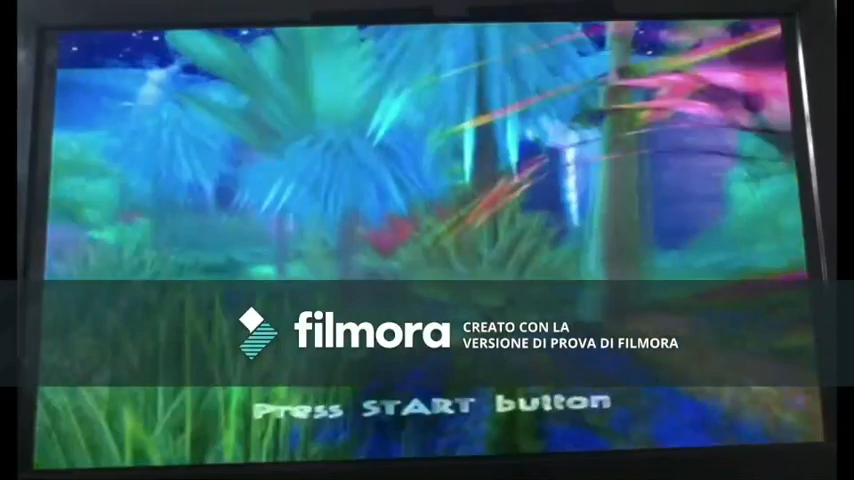 filmora
CREATO CON LA
VERSIONE DI PROVA DI FILMORA
Press START button